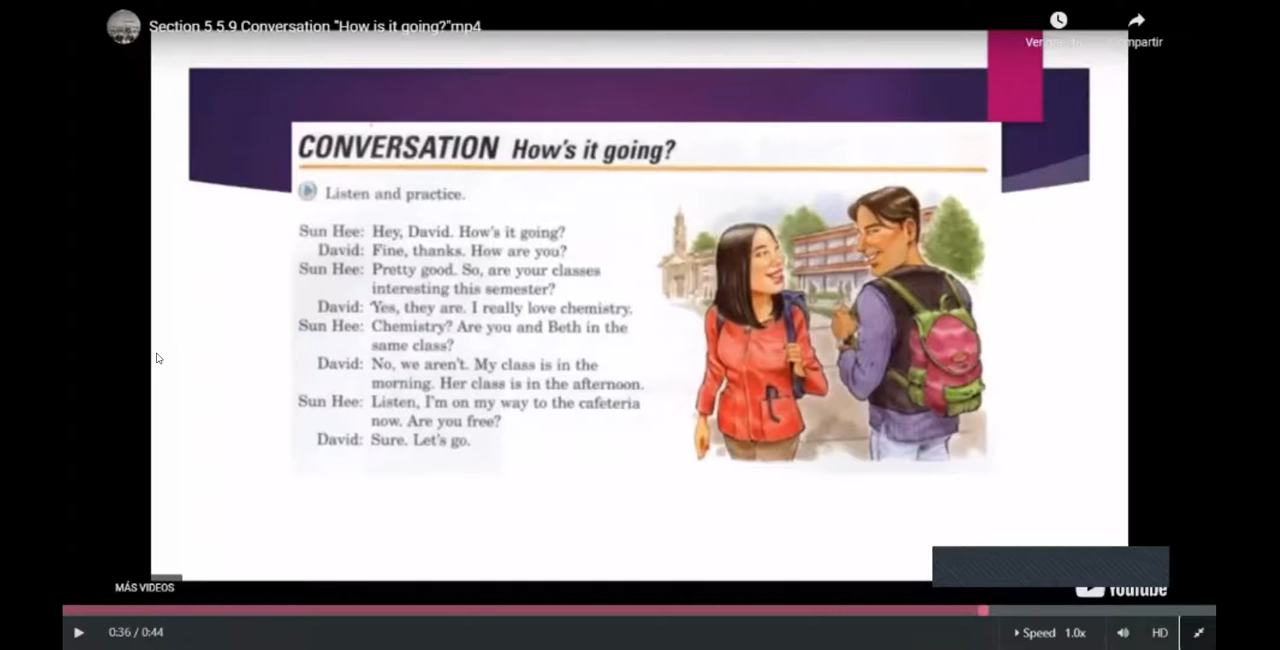 Section 5 5.9 Conversation "How is it going?"mp4
CONVERSATION How's it going?
Listen and practice.
Sun Hee: Hey, David. How's it going?
David: Fine, thanks. How are you?
Sun Hee: Pretty good. So, are your classes
interesting this semester?
David: Yes, they are. I really love chemistry.
Sun Hee: Chemistry? Are you and Beth in the
same class?
David: No, we aren't. My class is in the
morning. Her class is in the afternoon.
Sun Hee: Listen, I'm on my way to the cafeteria
now. Are you free?
David: Sure. Let's go.
MÁS VIDEOS
YouTube
0:36 / 0:44
Speed 1.0x
HD